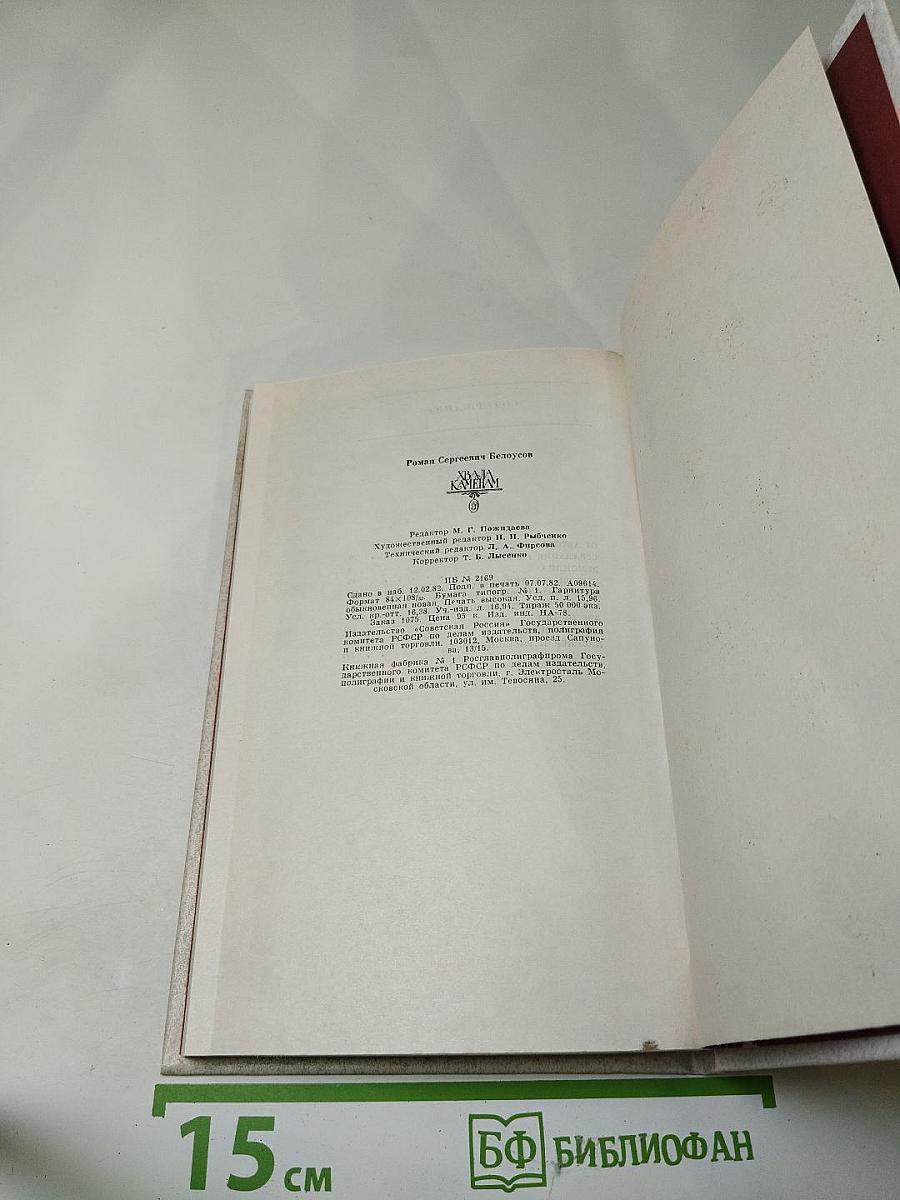 Роман Сергеевич Белоусов
ХВАЛА
КАМЕНАМ
Редактор М. Г. Пожидаева
Художественный редактор Н. Н. Рыбченко
Технический редактор Л. А. Фирсова
Корректор Т. Б. Лысенко
ИБ № 2169
Сдано в наб. 12.02.82. Подп. в печать 07.07.82. А09614.
Формат 84×108/₃₂. Бумага типогр. № 1. Гарнитура
обыкновенная новая. Печать высокая. Усл. п. л. 15,96.
Усл. кр.-отт. 16,38. Уч.-изд. л. 16,94. Тираж 50 000 экз.
Заказ 1075. Цена 95 к. Изд. инд. НА-78.
Издательство «Советская Россия» Государственного
комитета РСФСР по делам издательств, полиграфии
и книжной торговли. 103012, Москва, проезд Сапуно-
ва, 13/15.
Книжная фабрика № 1 Росглавполиграфпрома Госу-
дарственного комитета РСФСР по делам издательств,
полиграфии и книжной торговли, г. Электросталь Мо-
сковской области, ул. им. Тевосяна, 25.
15 см
БФ БИБЛИОФАН